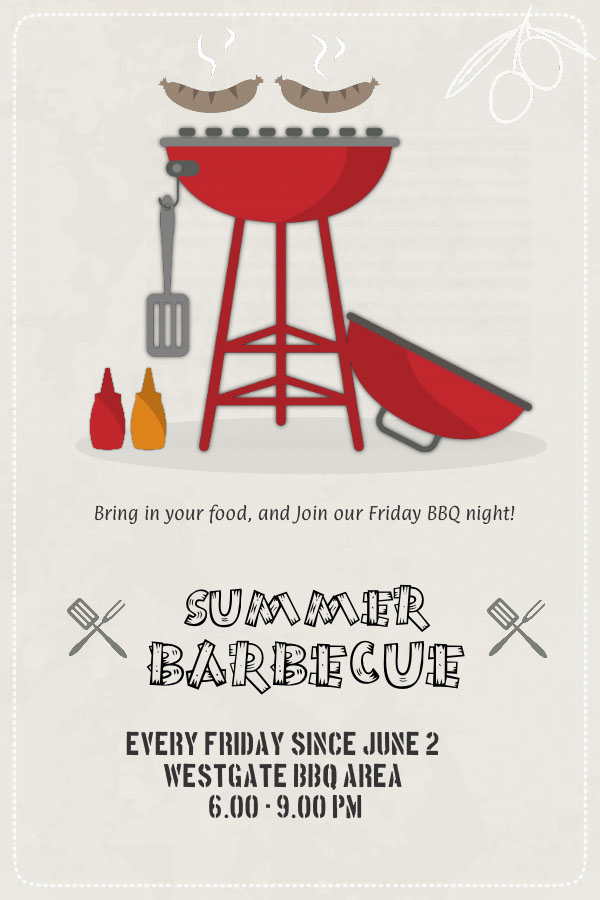 Bring in your food, and Join our Friday BBQ night!
SUMMER
BARBECUE
EVERY FRIDAY SINCE JUNE 2
WESTGATE BBQ AREA
6.00 - 9.00 PM